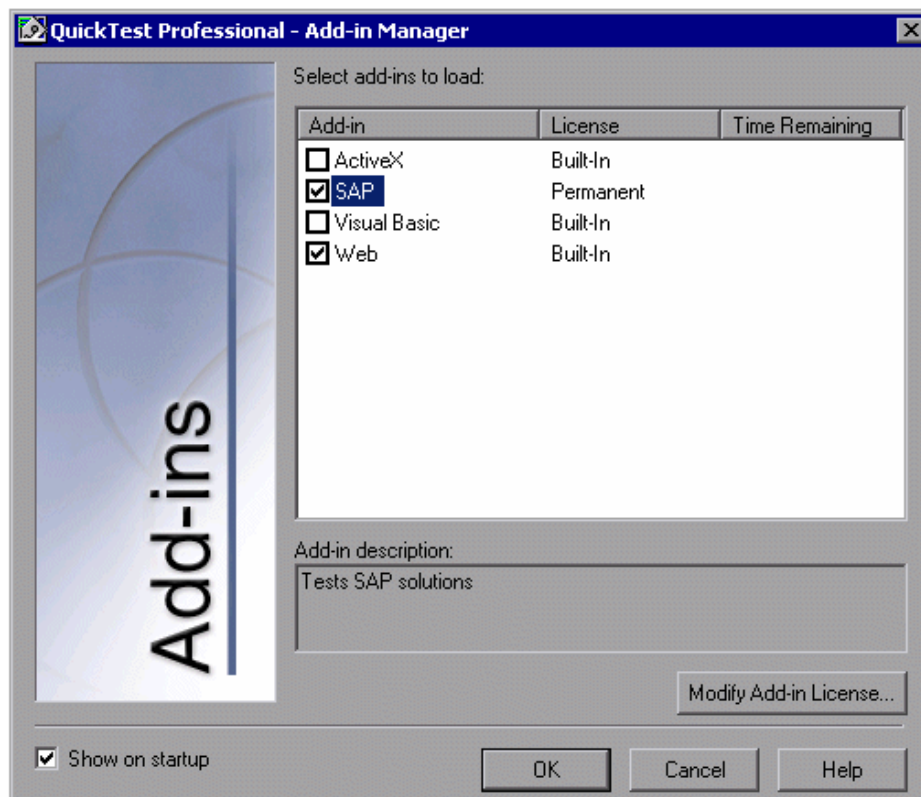 QuickTest Professional - Add-in Manager
Add-ins
Select add-ins to load:
Add-in License Time Remaining
ActiveX Built-In
SAP Permanent
Visual Basic Built-In
Web Built-In
Add-in description:
Tests SAP solutions
Modify Add-in License...
Show on startup
OK Cancel Help